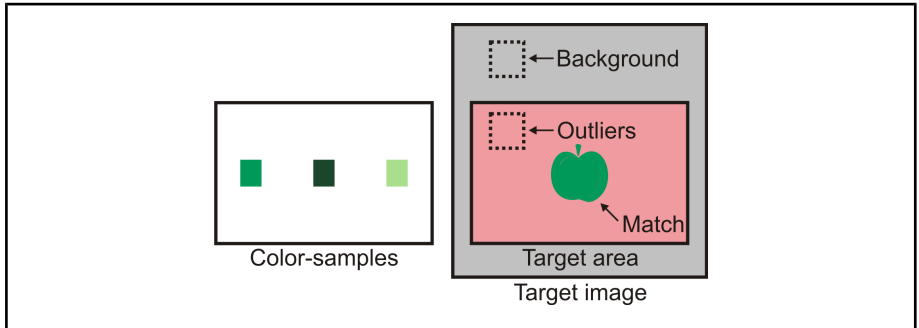 Background
Outliers
Match
Color-samples
Target area
Target image